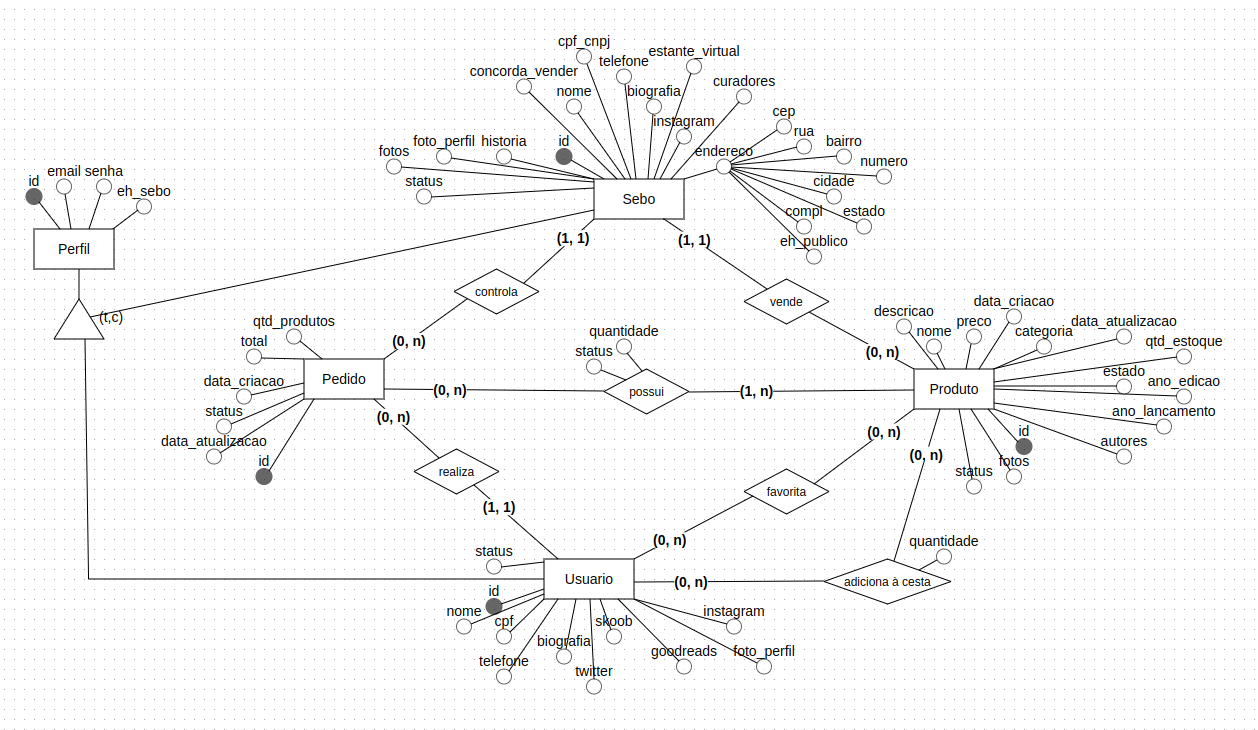 cpf_cnpj
estante_virtual
telefone
concorda_vender
curadores
nome
biografia
cep
instagram
rua
foto_perfil
historia
id
bairro
fotos
endereco
numero
status
cidade
Sebo
compl
estado
eh_publico
id
email
senha
eh_sebo
Perfil
(t,c)
(1, 1)
(1, 1)
controla
vende
(0, n)
(0, n)
qtd_produtos
total
data_criacao
status
data_atualizacao
id
Pedido
(0, n)
quantidade
status
possui
(1, n)
descricao
data_criacao
nome
preco
categoria
data_atualizacao
qtd_estoque
estado
ano_edicao
Produto
ano_lancamento
id
autores
fotos
status
(0, n)
(0, n)
(0, n)
realiza
favorita
(1, 1)
(0, n)
quantidade
status
Usuario
(0, n)
adiciona à cesta
id
nome
cpf
skoob
instagram
biografia
goodreads
foto_perfil
telefone
twitter